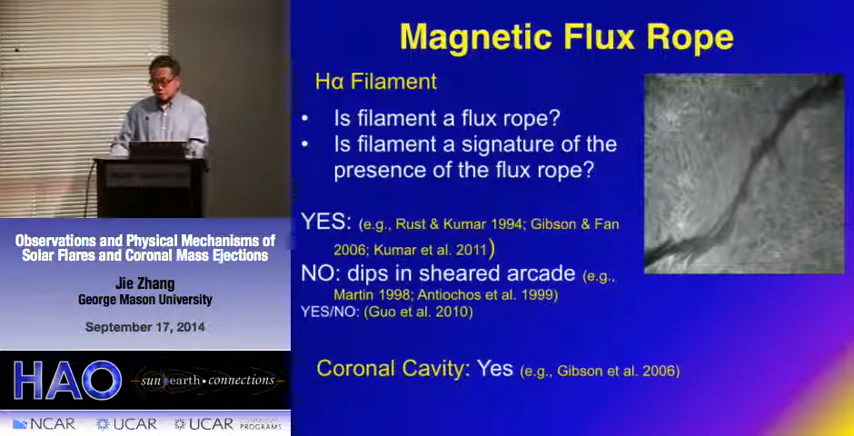 Magnetic Flux Rope
Hα Filament
• Is filament a flux rope?
• Is filament a signature of the
presence of the flux rope?
YES: (e.g., Rust & Kumar 1994; Gibson & Fan
2006; Kumar et al. 2011)
NO: dips in sheared arcade (e.g.,
Martin 1998; Antiochos et al. 1999)
YES/NO: (Guo et al. 2010)
Coronal Cavity: Yes (e.g., Gibson et al. 2006)
Observations and Physical Mechanisms of
Solar Flares and Coronal Mass Ejections
Jie Zhang
George Mason University
September 17, 2014
HAO
sun earth • connections
NCAR UCAR UCAR
PROGRAMS